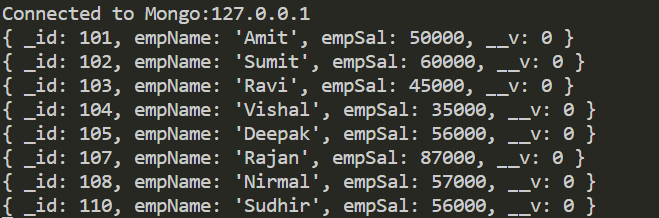 Connected to Mongo:127.0.0.1
{ _id: 101, empName: 'Amit', empSal: 50000, __v: 0 }
{ _id: 102, empName: 'Sumit', empSal: 60000, __v: 0 }
{ _id: 103, empName: 'Ravi', empSal: 45000, __v: 0 }
{ _id: 104, empName: 'Vishal', empSal: 35000, __v: 0 }
{ _id: 105, empName: 'Deepak', empSal: 56000, __v: 0 }
{ _id: 107, empName: 'Rajan', empSal: 87000, __v: 0 }
{ _id: 108, empName: 'Nirmal', empSal: 57000, __v: 0 }
{ _id: 110, empName: 'Sudhir', empSal: 56000, __v: 0 }